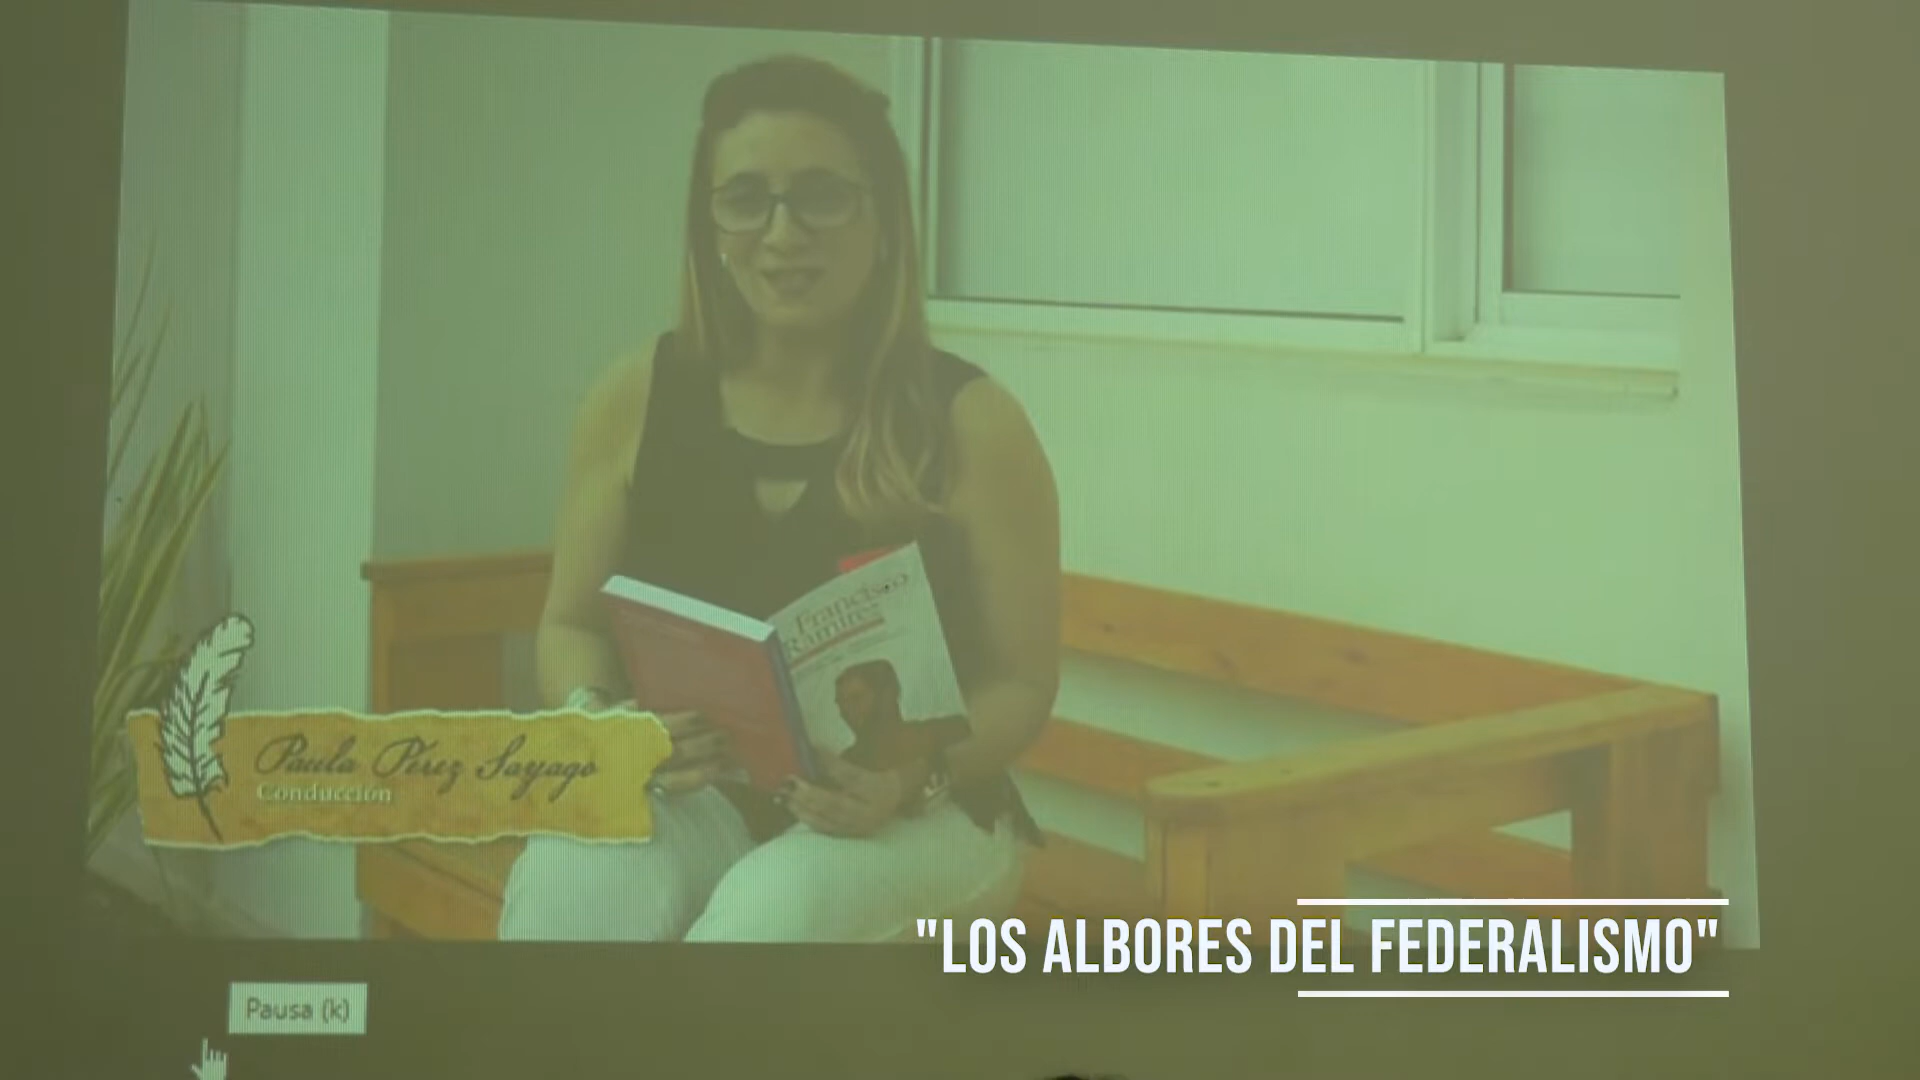 Francisco
Ramírez
Paula Pérez Sayago
Conducción
"LOS ALBORES DEL FEDERALISMO"
Pausa (k)